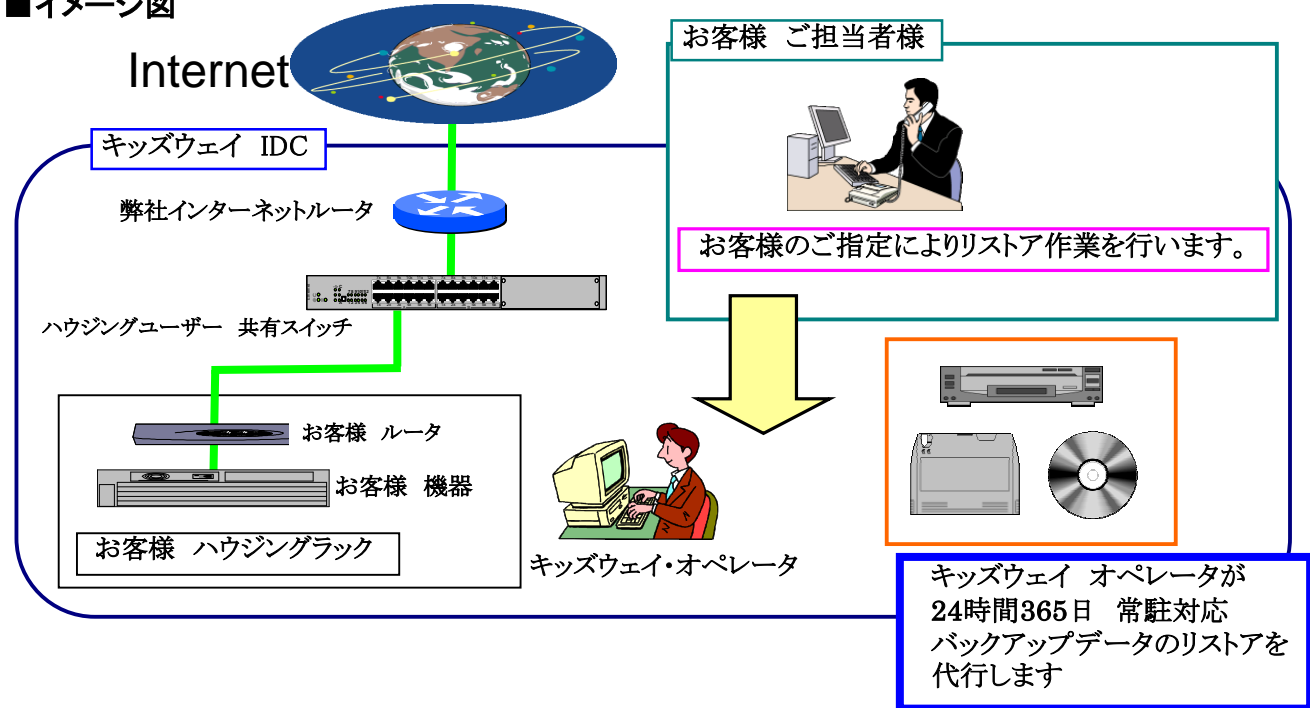 ■イメージ図
Internet
お客様 ご担当者様
キッズウェイ IDC
弊社インターネットルータ
お客様のご指定によりリストア作業を行います。
ハウジングユーザー 共有スイッチ
お客様 ルータ
お客様 機器
お客様 ハウジングラック
キッズウェイ・オペレータ
キッズウェイ オペレータが
24時間365日 常駐対応
バックアップデータのリストアを
代行します